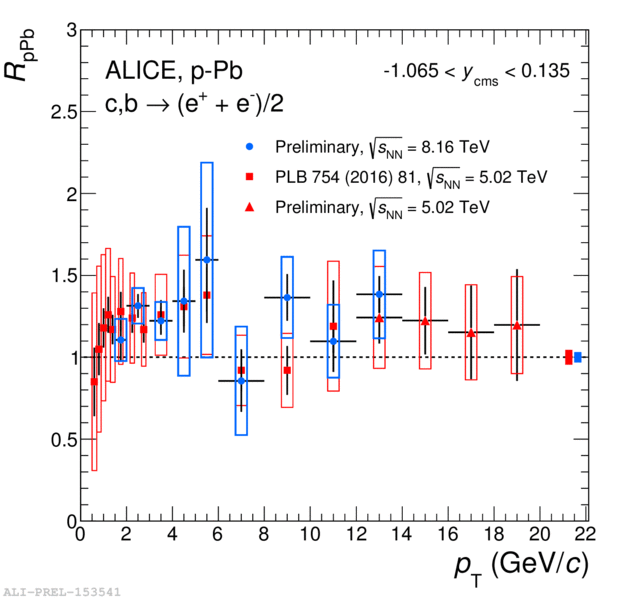 3
R_pPb
ALICE, p-Pb
-1.065 < y_cms < 0.135
2.5
c,b → (e⁺ + e⁻)/2
Preliminary, √s_NN = 8.16 TeV
PLB 754 (2016) 81, √s_NN = 5.02 TeV
2
Preliminary, √s_NN = 5.02 TeV
1.5
1
0.5
0
0 2 4 6 8 10 12 14 16 18 20 22
p_T (GeV/c)
ALI-PREL-153541